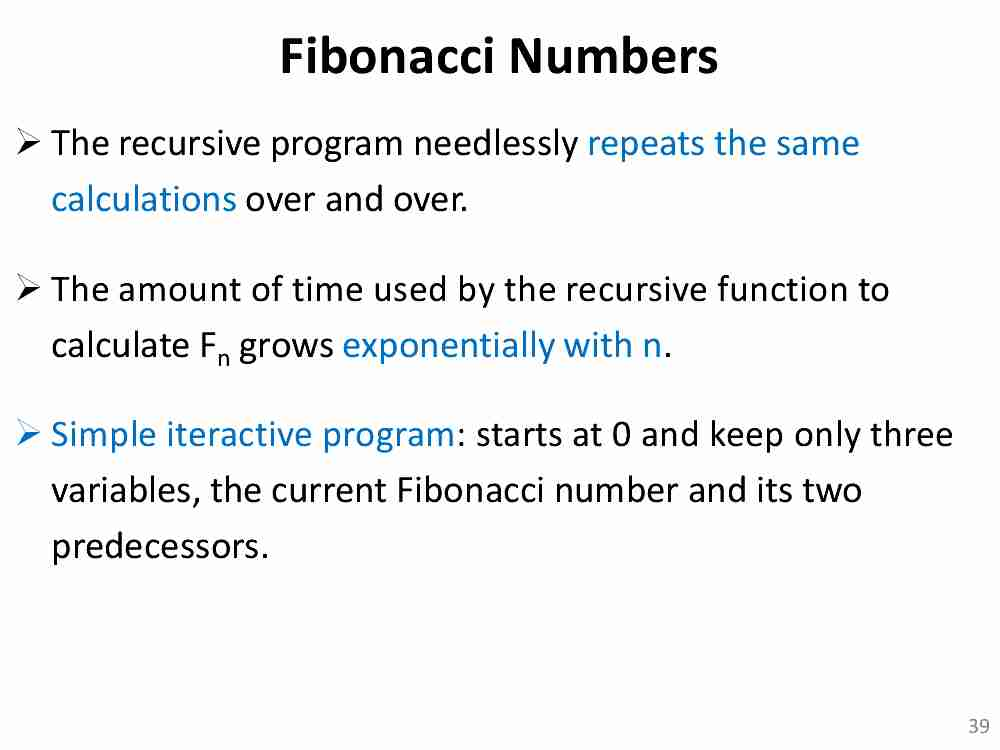 Fibonacci Numbers
➢ The recursive program needlessly repeats the same
calculations over and over.
➢ The amount of time used by the recursive function to
calculate Fn grows exponentially with n.
➢ Simple iteractive program: starts at 0 and keep only three
variables, the current Fibonacci number and its two
predecessors.
39